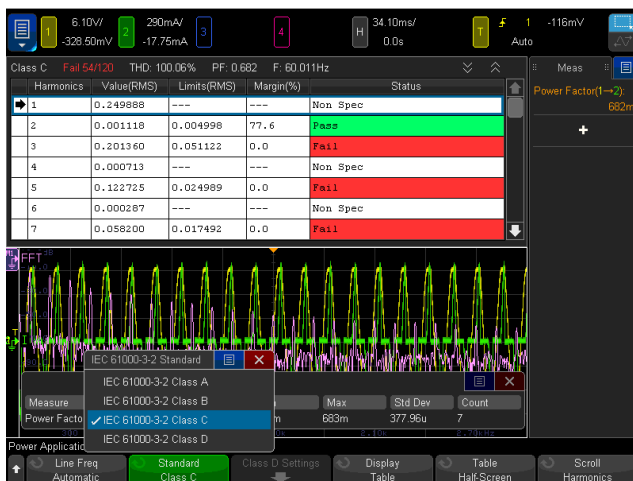 1 6.10V/ 2 290mA/ 3 4 H 34.10ms/ T 1 -116mV
-328.50mV -17.75mA 0.0s Auto
Class C Fail 54/120 THD: 100.06% PF: 0.682 F: 60.011Hz
Meas
Harmonics Value(RMS) Limits(RMS) Margin(%) Status
Power Factor(1→2):
682m
1 0.249888 --- --- Non Spec
2 0.001118 0.004998 77.6 Pass
3 0.201360 0.051122 0.0 Fail
4 0.000713 --- --- Non Spec
5 0.122725 0.024989 0.0 Fail
6 0.000287 --- --- Non Spec
7 0.058200 0.017492 0.0 Fail
FFT
IEC 61000-3-2 Standard
IEC 61000-3-2 Class A
IEC 61000-3-2 Class B
IEC 61000-3-2 Class C
IEC 61000-3-2 Class D
Measure Max Std Dev Count
Power Facto 683m 377.96u 7
Power Applicatio
Line Freq Standard Class D Settings Display Table Scroll
Automatic Class C Table Half-Screen Harmonics